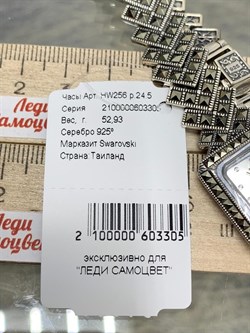 Часы Арт. HW256 р 24.5
Серия 2100000603305
Вес, г. 52,93
Серебро 925°
Марказит Swarovski
Страна Таиланд
2 100000 603305
эксклюзивно для
"ЛЕДИ САМОЦВЕТ"
Леди
Самоцвет
Леди
Самоцвет